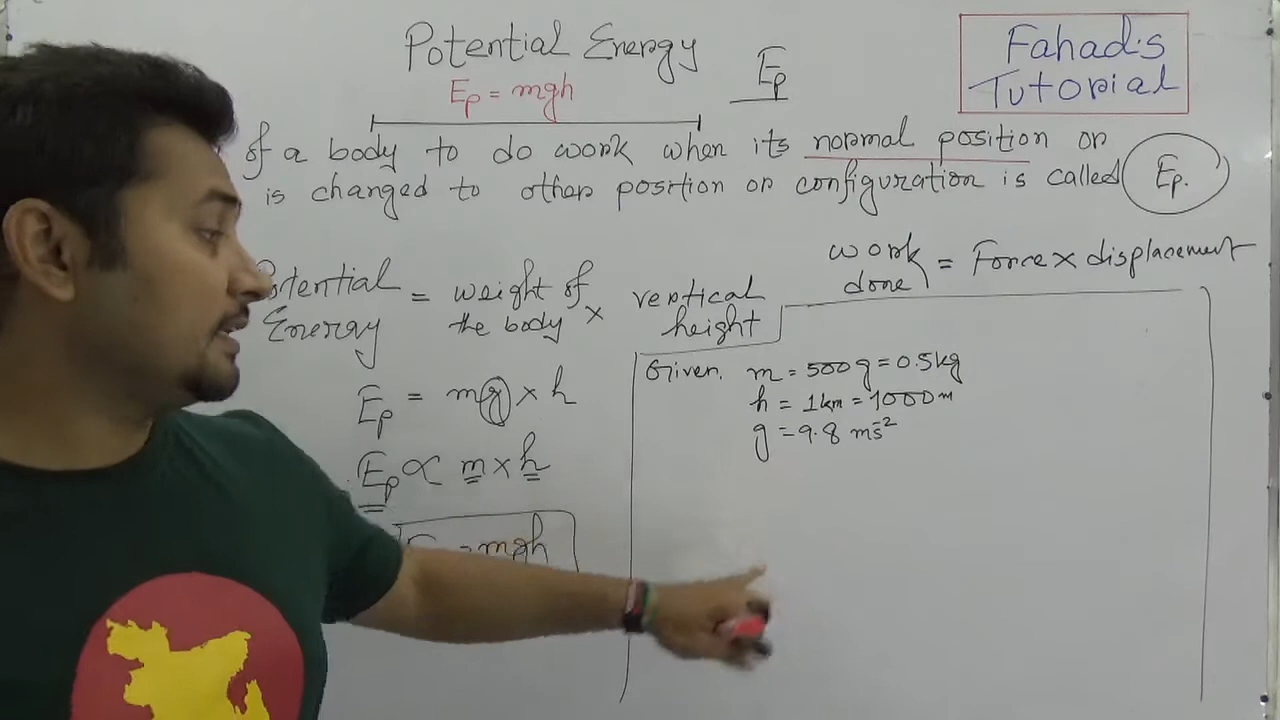 Potential Energy
Ep
Ep = mgh
Fahad's
Tutorial
of a body to do work when its normal position or
is changed to other position or configuration is called Ep.
work
done = Force × displacement
Potential
Energy = weight of
the body × vertical
height
Ep = mg × h
Ep ∝ m × h
= mgh
Given, m = 500g = 0.5kg
h = 1km = 1000m
g = 9.8 ms⁻²